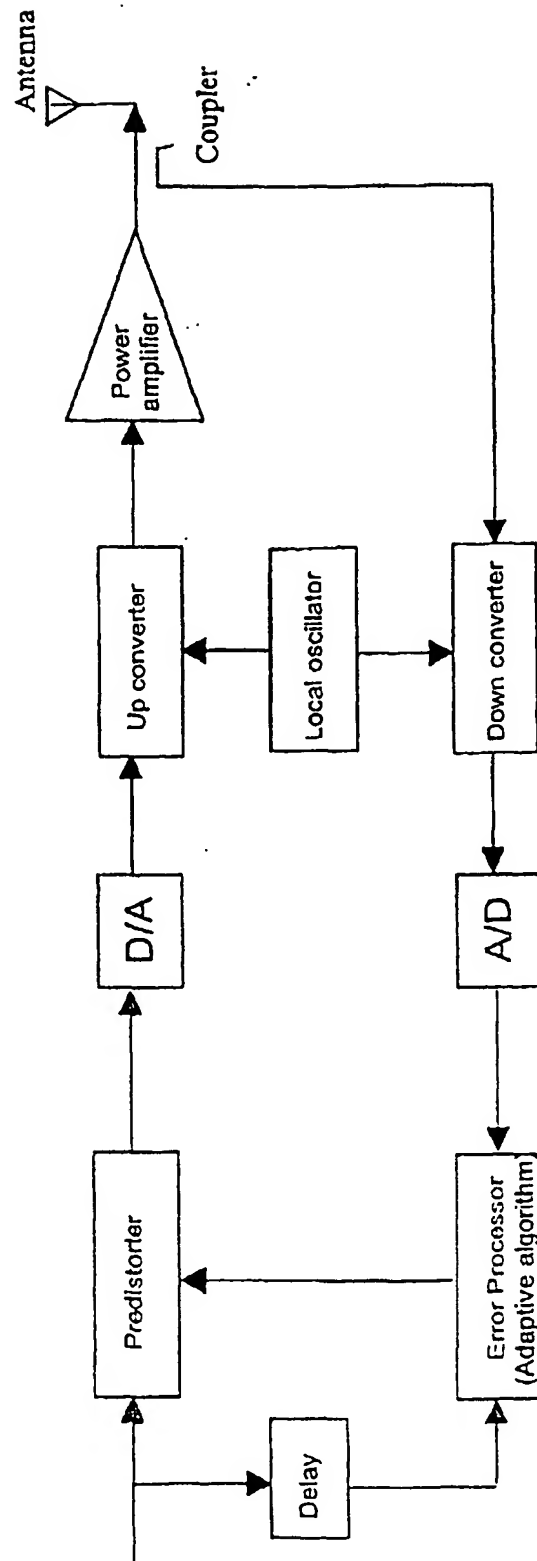 Antenna
Coupler
Power
amplifier
Up converter
Local oscillator
Down converter
D/A
A/D
Predistorter
Error Processor
(Adaptive algorithm)
Delay